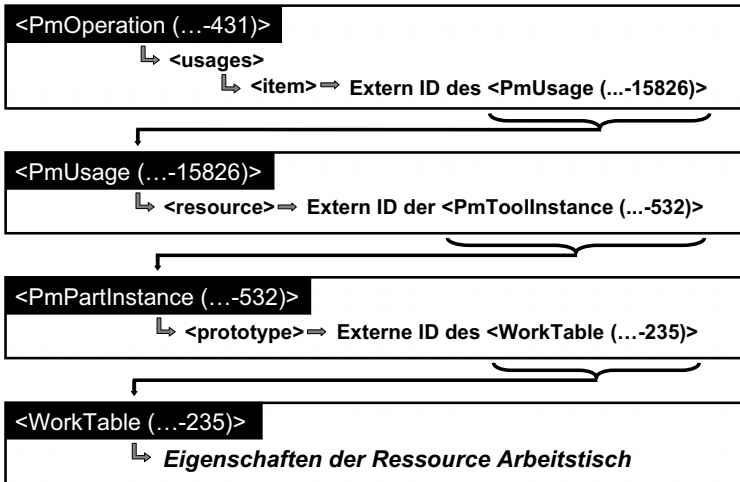 <PmOperation (…-431)>
<usages>
<item> ⇒ Extern ID des <PmUsage (...-15826)>
<PmUsage (…-15826)>
<resource> ⇒ Extern ID der <PmToolInstance (...-532)>
<PmPartInstance (…-532)>
<prototype> ⇒ Externe ID des <WorkTable (…-235)>
<WorkTable (…-235)>
Eigenschaften der Ressource Arbeitstisch